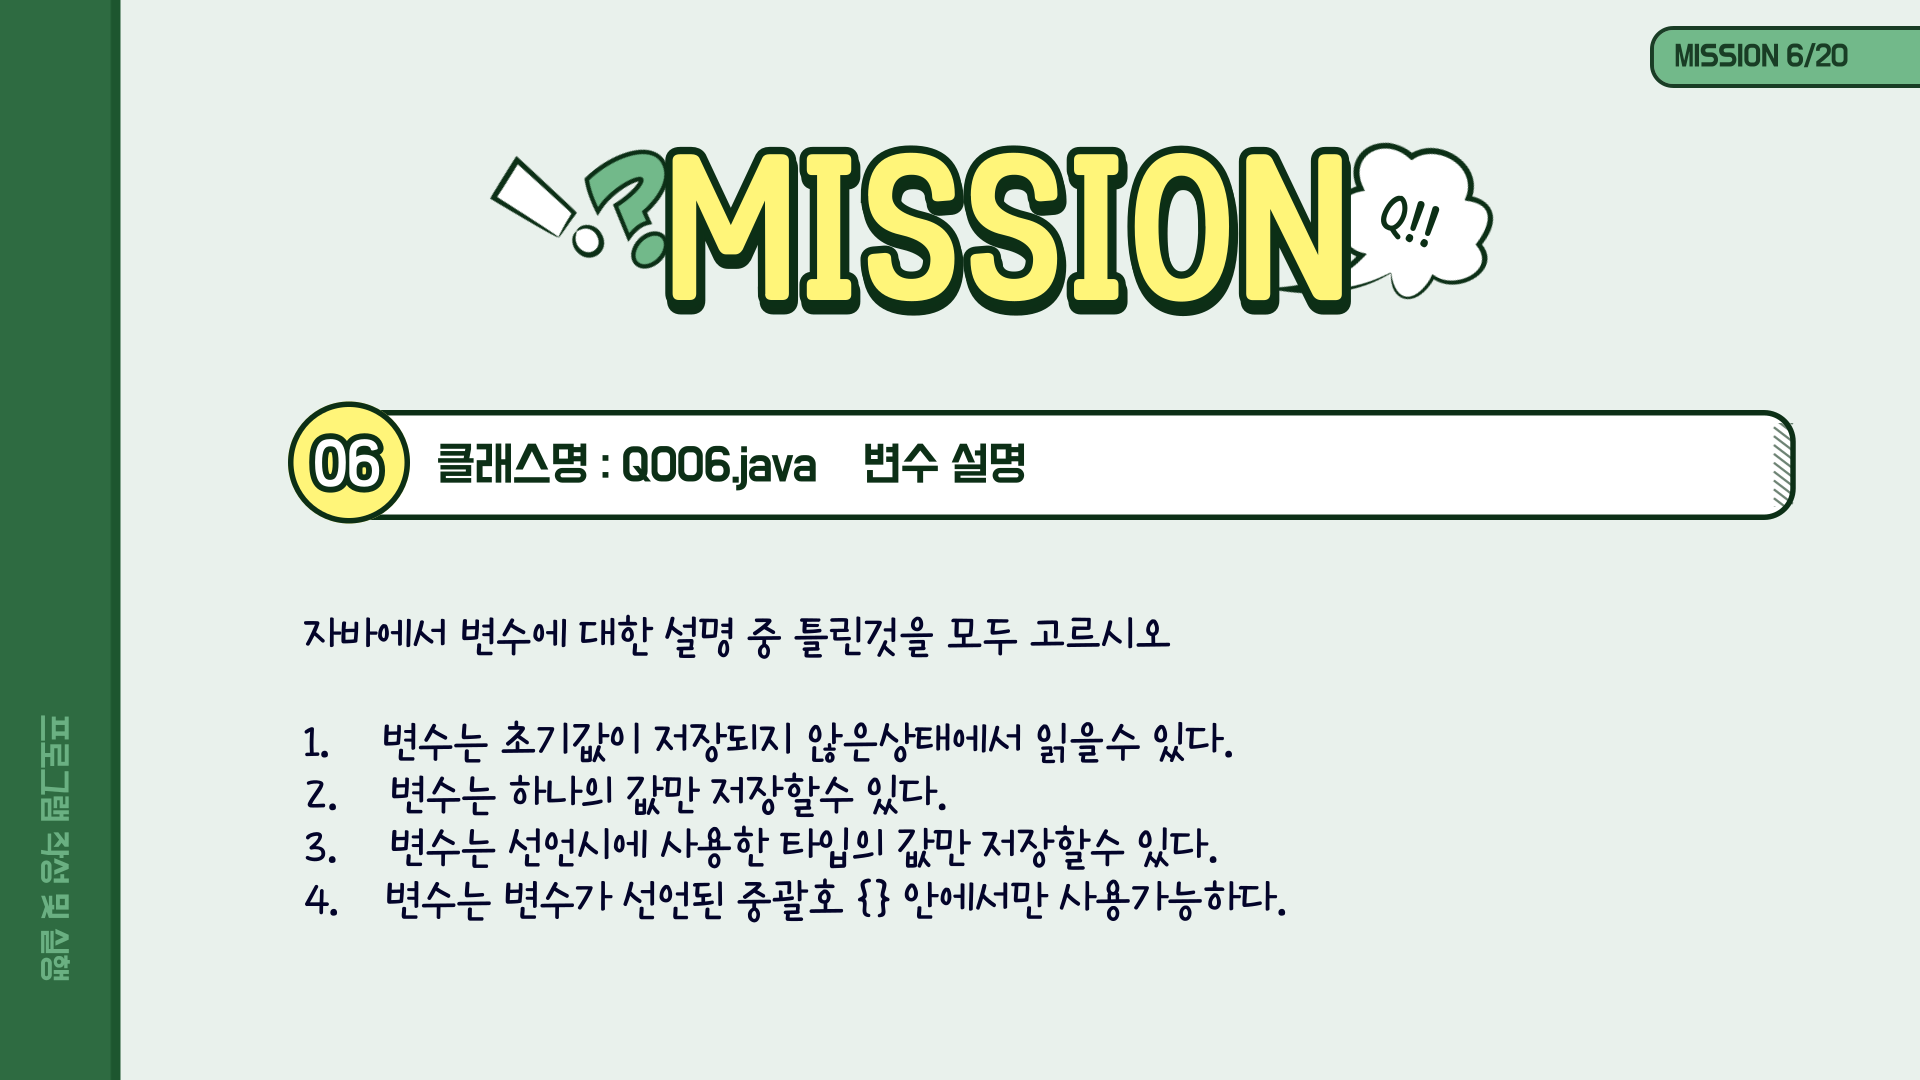 MISSION 6/20
!?
MISSION
Q!!
06
클래스명 : Q006.java 변수 설명
자바에서 변수에 대한 설명 중 틀린것을 모두 고르시오
1. 변수는 초기값이 저장되지 않은상태에서 읽을수 있다.
2. 변수는 하나의 값만 저장할수 있다.
3. 변수는 선언시에 사용한 타입의 값만 저장할수 있다.
4. 변수는 변수가 선언된 중괄호 {} 안에서만 사용가능하다.
프로그램 작성 및 실행